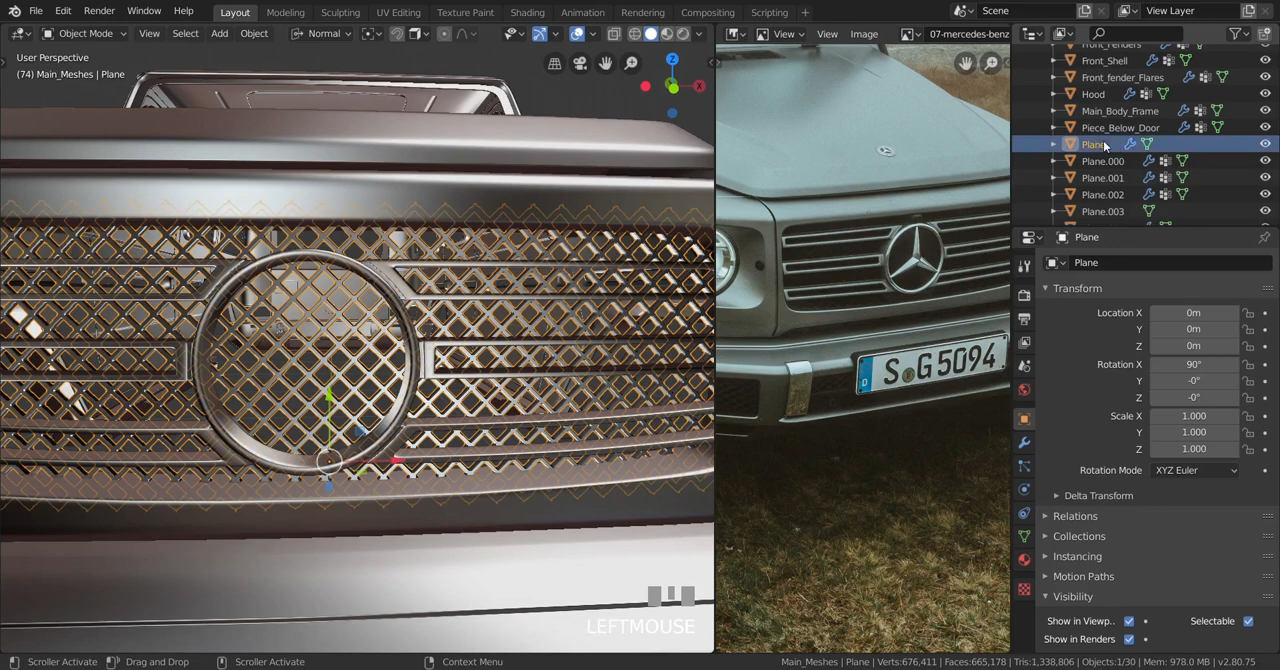 File Edit Render Window Help
Layout Modeling Sculpting UV Editing Texture Paint Shading Animation Rendering Compositing Scripting +
Scene
View Layer
Object Mode View Select Add Object Normal
View View Image 07-mercedes-benz
User Perspective
(74) Main_Meshes | Plane
Z
X
Front_Fenders
Front_Shell
Front_fender_Flares
Hood
Main_Body_Frame
Piece_Below_Door
Plane
Plane.000
Plane.001
Plane.002
Plane.003
Plane
Plane
Transform
Location X 0m
Y 0m
Z 0m
Rotation X 90°
Y -0°
Z -0°
Scale X 1.000
Y 1.000
Z 1.000
Rotation Mode XYZ Euler
Delta Transform
Relations
Collections
Instancing
Motion Paths
Visibility
Show in Viewp.. Selectable
Show in Renders
D S G 5094
LEFTMOUSE
Scroller Activate Drag and Drop Scroller Activate Context Menu Main_Meshes | Plane | Verts:676,411 | Faces:665,178 | Tris:1,338,806 | Objects:1/30 | Mem: 978.0 MB | v2.80.75